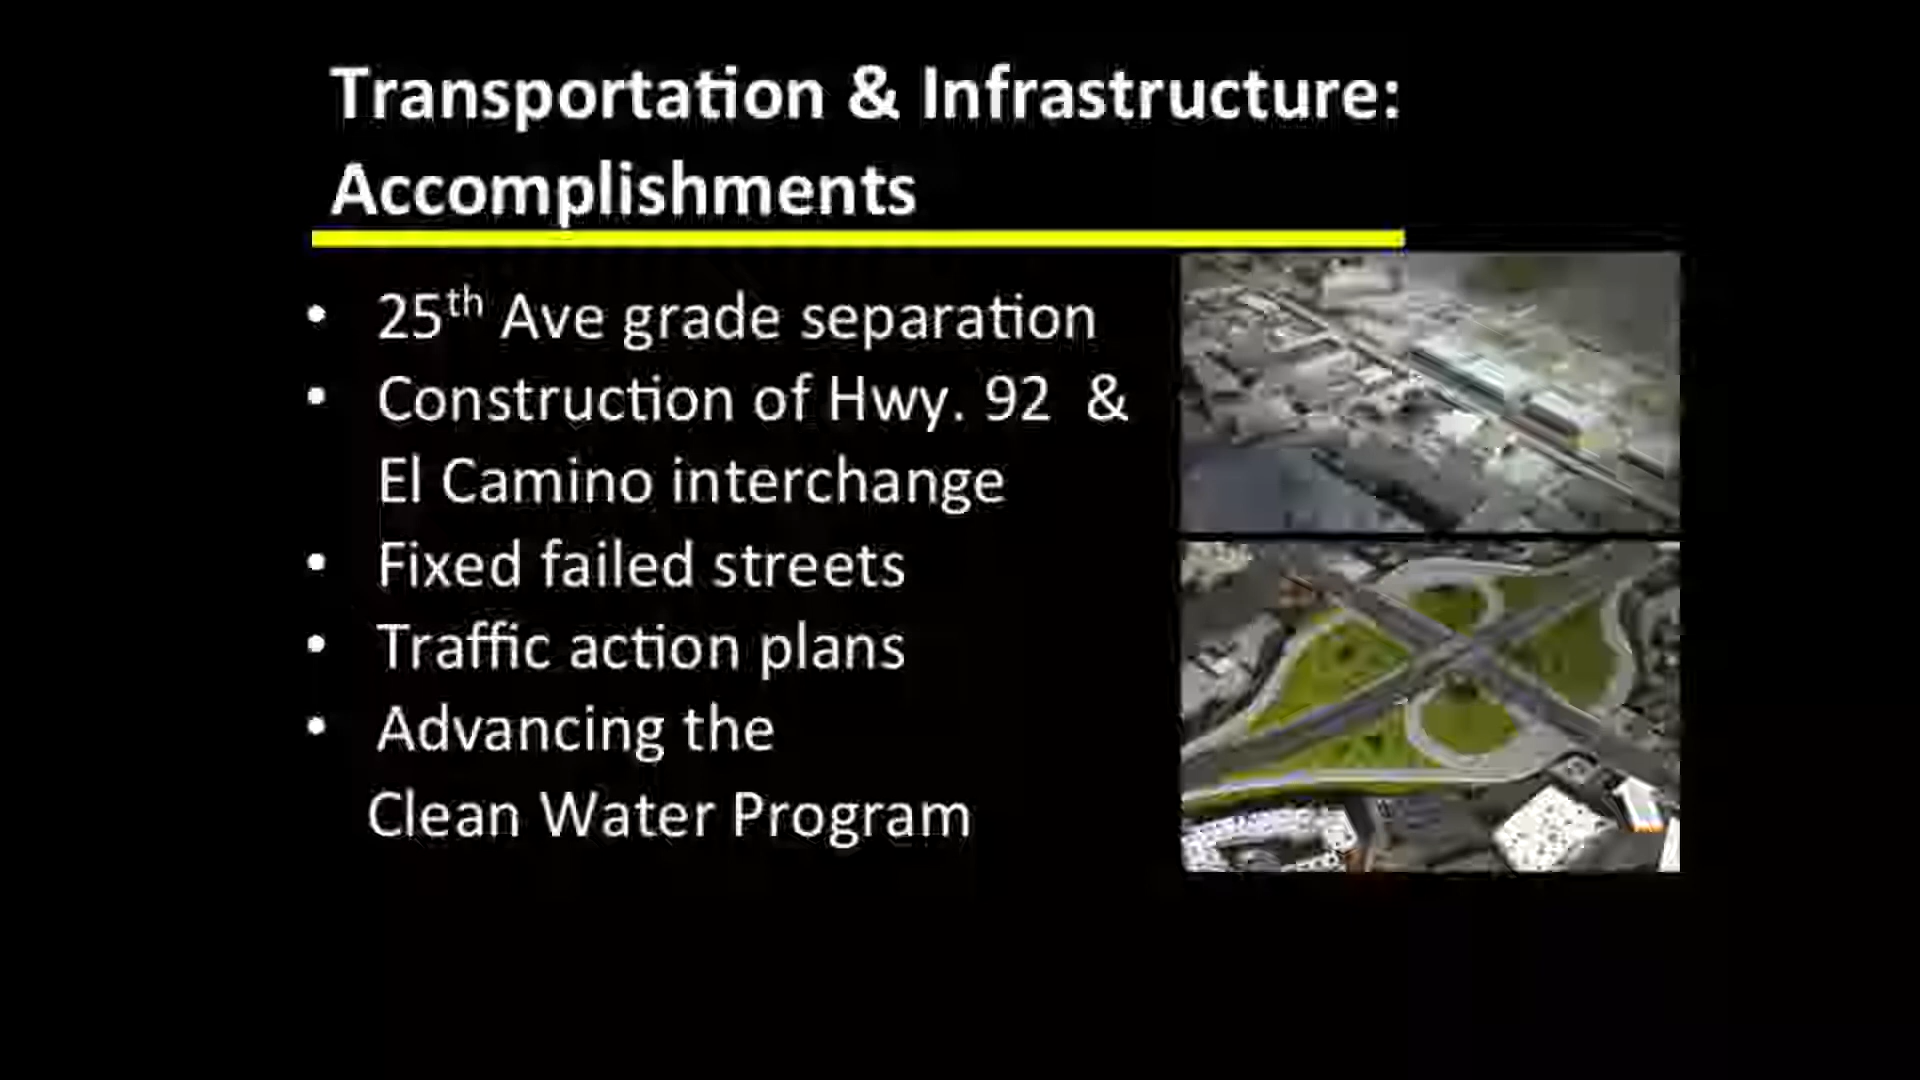 Transportation & Infrastructure:
Accomplishments
• 25th Ave grade separation
• Construction of Hwy. 92 &
El Camino interchange
• Fixed failed streets
• Traffic action plans
• Advancing the
Clean Water Program